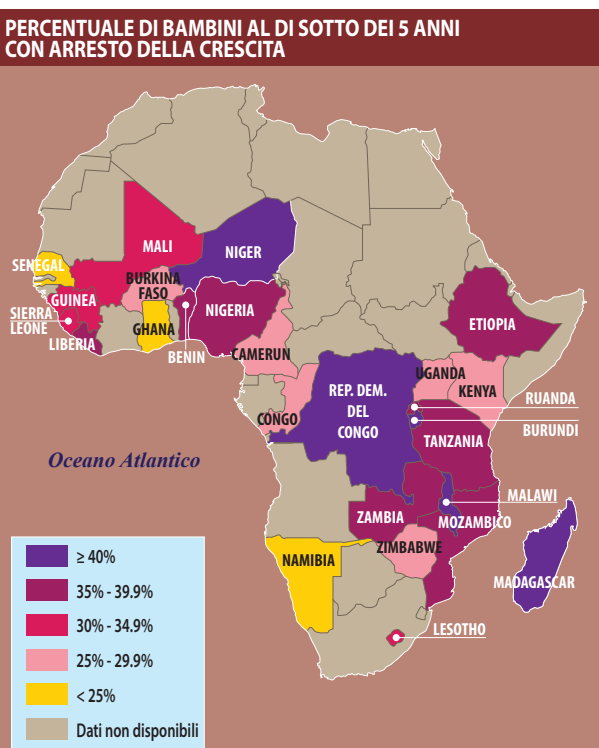 PERCENTUALE DI BAMBINI AL DI SOTTO DEI 5 ANNI
CON ARRESTO DELLA CRESCITA
MALI
NIGER
SENEGAL
BURKINA
FASO
GUINEA
NIGERIA
SIERRA
LEONE
GHANA
ETIOPIA
LIBERIA
BENIN
CAMERUN
UGANDA
KENYA
REP. DEM.
DEL
CONGO
RUANDA
CONGO
BURUNDI
TANZANIA
Oceano Atlantico
MALAWI
ZAMBIA
MOZAMBICO
ZIMBABWE
NAMIBIA
MADAGASCAR
LESOTHO
≥ 40%
35% - 39.9%
30% - 34.9%
25% - 29.9%
< 25%
Dati non disponibili